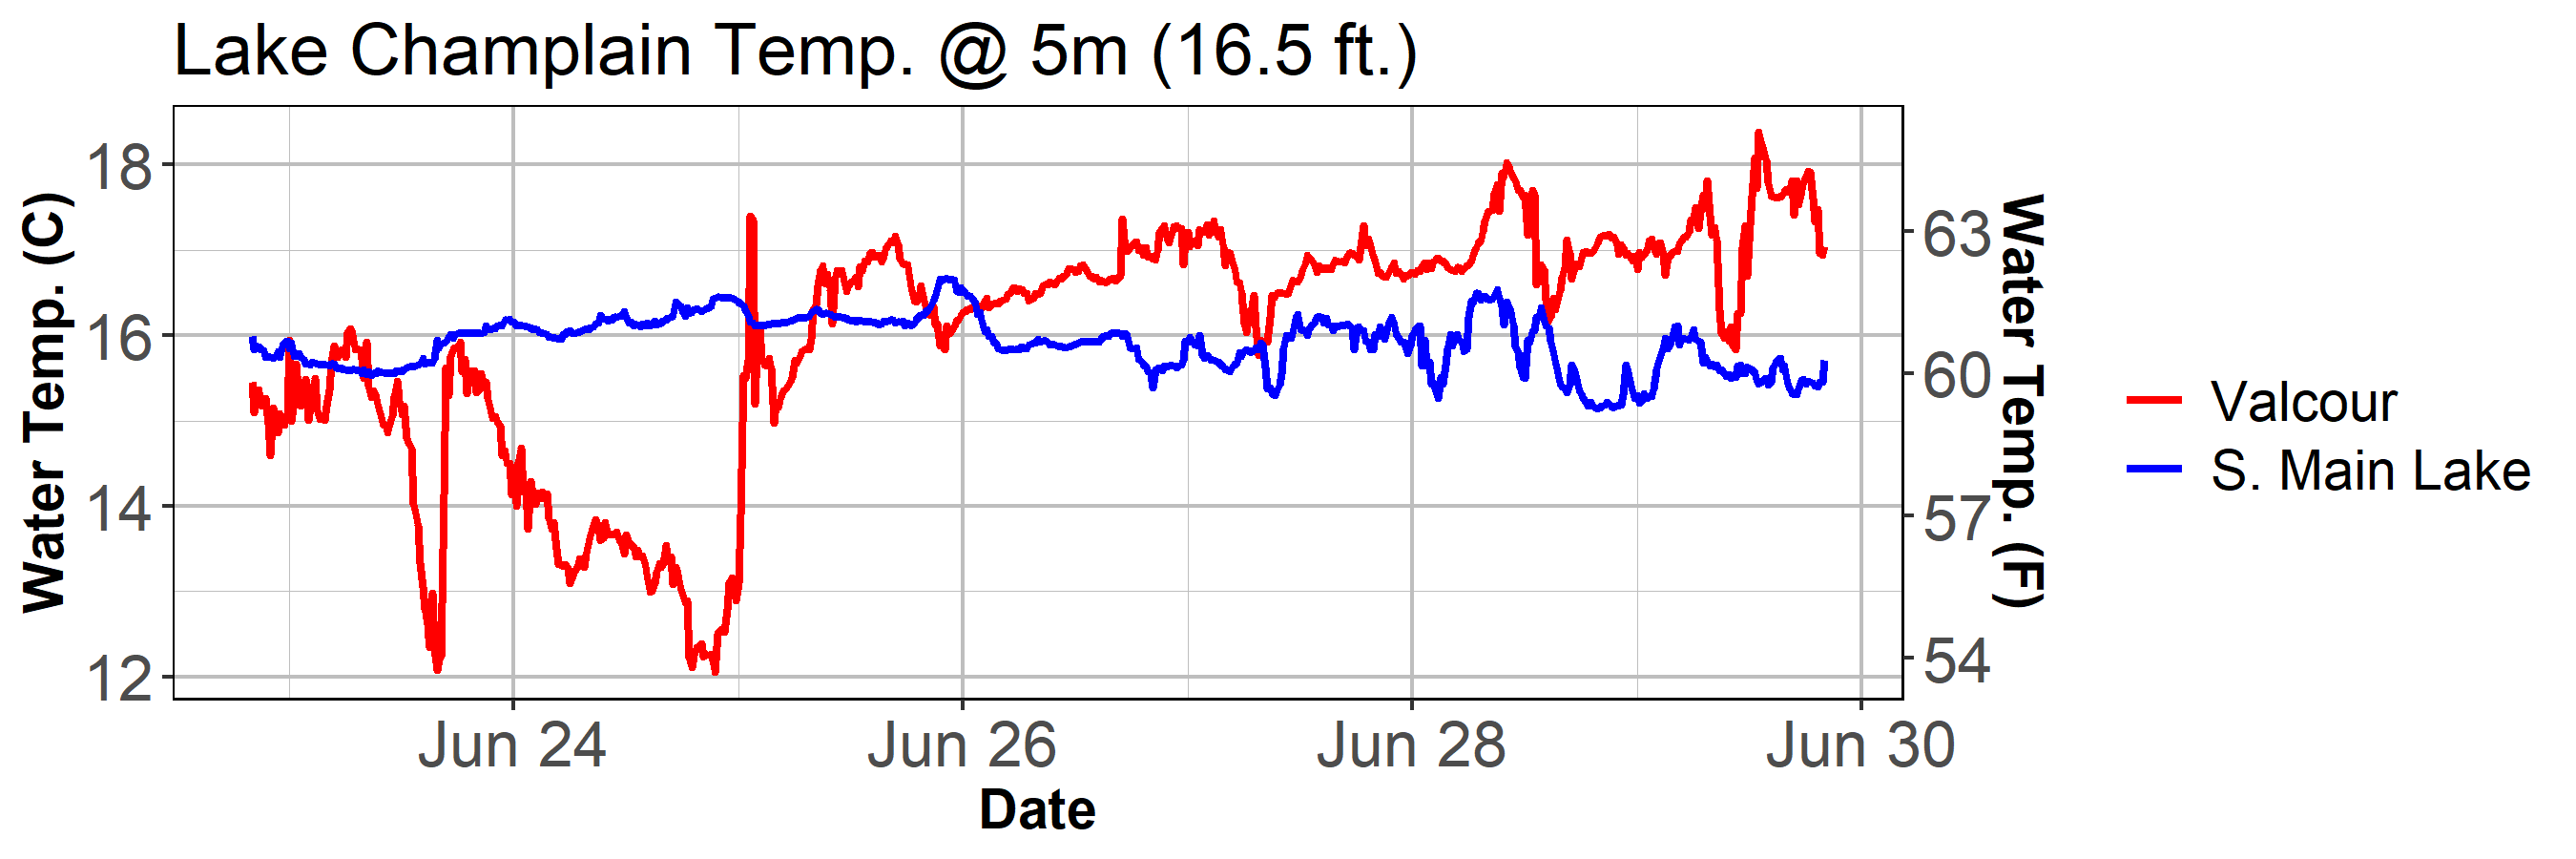 Lake Champlain Temp. @ 5m (16.5 ft.)
Water Temp. (C)
18
16
14
12
63
60
57
54
Water Temp. (F)
Jun 24
Jun 26
Jun 28
Jun 30
Date
Valcour
S. Main Lake